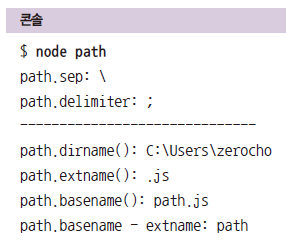 콘솔
$ node path
path.sep: \
path.delimiter: ;
------------------------------
path.dirname(): C:\Users\zerocho
path.extname(): .js
path.basename(): path.js
path.basename - extname: path